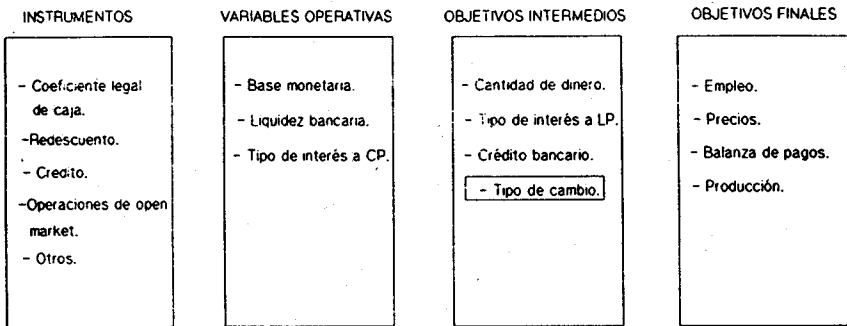 INSTRUMENTOS
- Coeficiente legal
de caja.
-Redescuento.
- Credito.
-Operaciones de open
market.
- Otros.
VARIABLES OPERATIVAS
- Base monetaria.
- Liquidez bancaria.
- Tipo de interés a CP.
OBJETIVOS INTERMEDIOS
- Cantidad de dinero.
- Tipo de interés a LP.
- Crédito bancario.
- Tipo de cambio.
OBJETIVOS FINALES
- Empleo.
- Precios.
- Balanza de pagos.
- Producción.